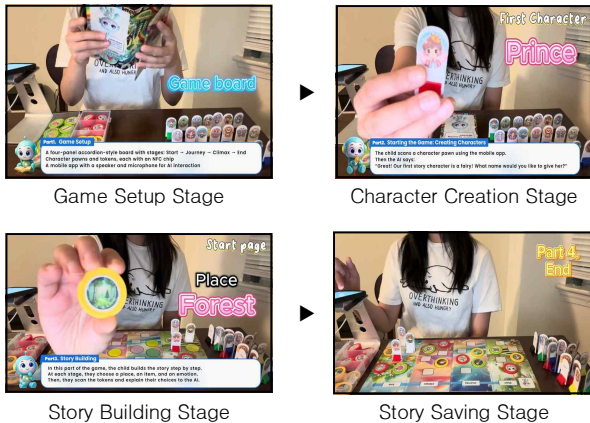 OVERTHINKING
AND ALSO HUNGRY
Game board
Part1. Game Setup
A four-panel accordion-style board with stages: Start → Journey → Climax → End
Character pawns and tokens, each with an NFC chip
A mobile app with a speaker and microphone for AI interaction
Game Setup Stage
First Character
Prince
ERTHINKING
AND ALSO HUNGRY
Part2. Starting the Game: Creating Characters
The child scans a character pawn using the mobile app.
Then the AI says:
"Great! Our first story character is a fairy! What name would you like to give her?"
Character Creation Stage
Start page
Place
Forest
THINKING
AND ALSO HUNGRY
Part3. Story Building
In this part of the game, the child builds the story step by step.
At each stage, they choose a place, an item, and an emotion.
Then, they scan the tokens and explain their choices to the AI.
Story Building Stage
Part 4.
End
OVERTHINKING
AND ALSO HUNGRY
Story Saving Stage